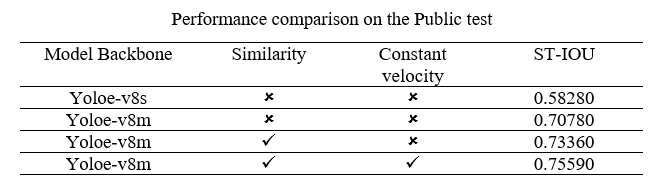 Performance comparison on the Public test
Model Backbone Similarity Constant velocity ST-IOU
Yoloe-v8s ✗ ✗ 0.58280
Yoloe-v8m ✗ ✗ 0.70780
Yoloe-v8m ✓ ✗ 0.73360
Yoloe-v8m ✓ ✓ 0.75590